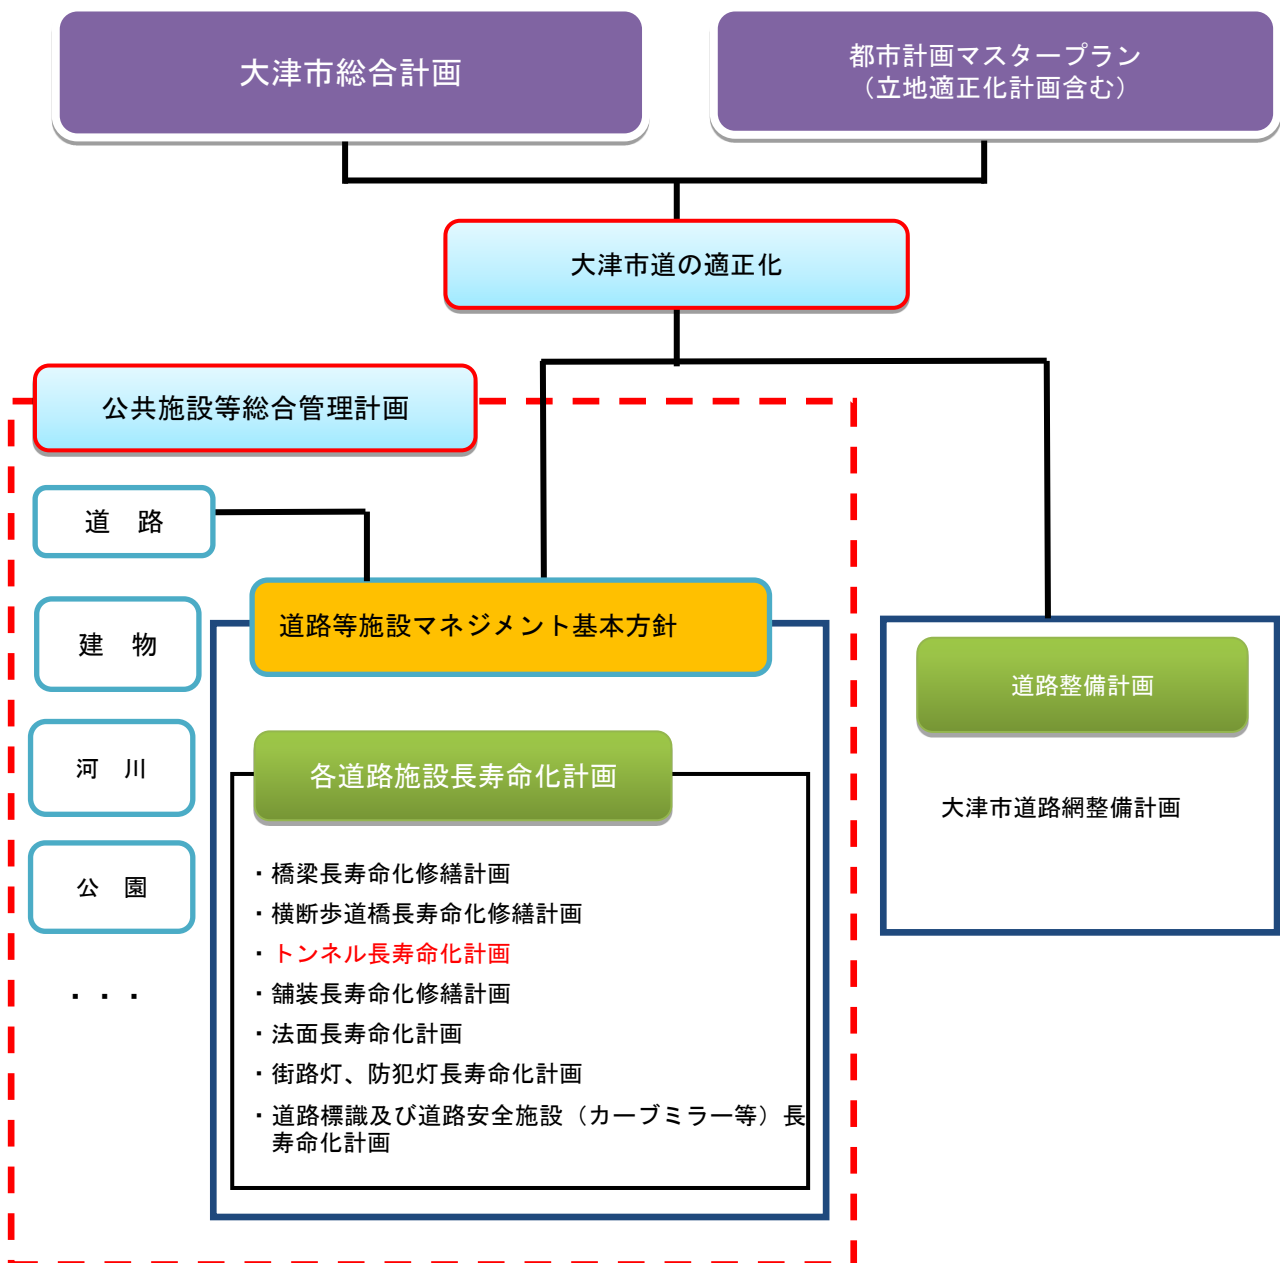 大津市総合計画
都市計画マスタープラン
（立地適正化計画含む）
大津市道の適正化
公共施設等総合管理計画
道　路
建　物
河　川
公　園
・・・
道路等施設マネジメント基本方針
各道路施設長寿命化計画
・橋梁長寿命化修繕計画
・横断歩道橋長寿命化修繕計画
・トンネル長寿命化計画
・舗装長寿命化修繕計画
・法面長寿命化計画
・街路灯、防犯灯長寿命化計画
・道路標識及び道路安全施設（カーブミラー等）長
寿命化計画
道路整備計画
大津市道路網整備計画